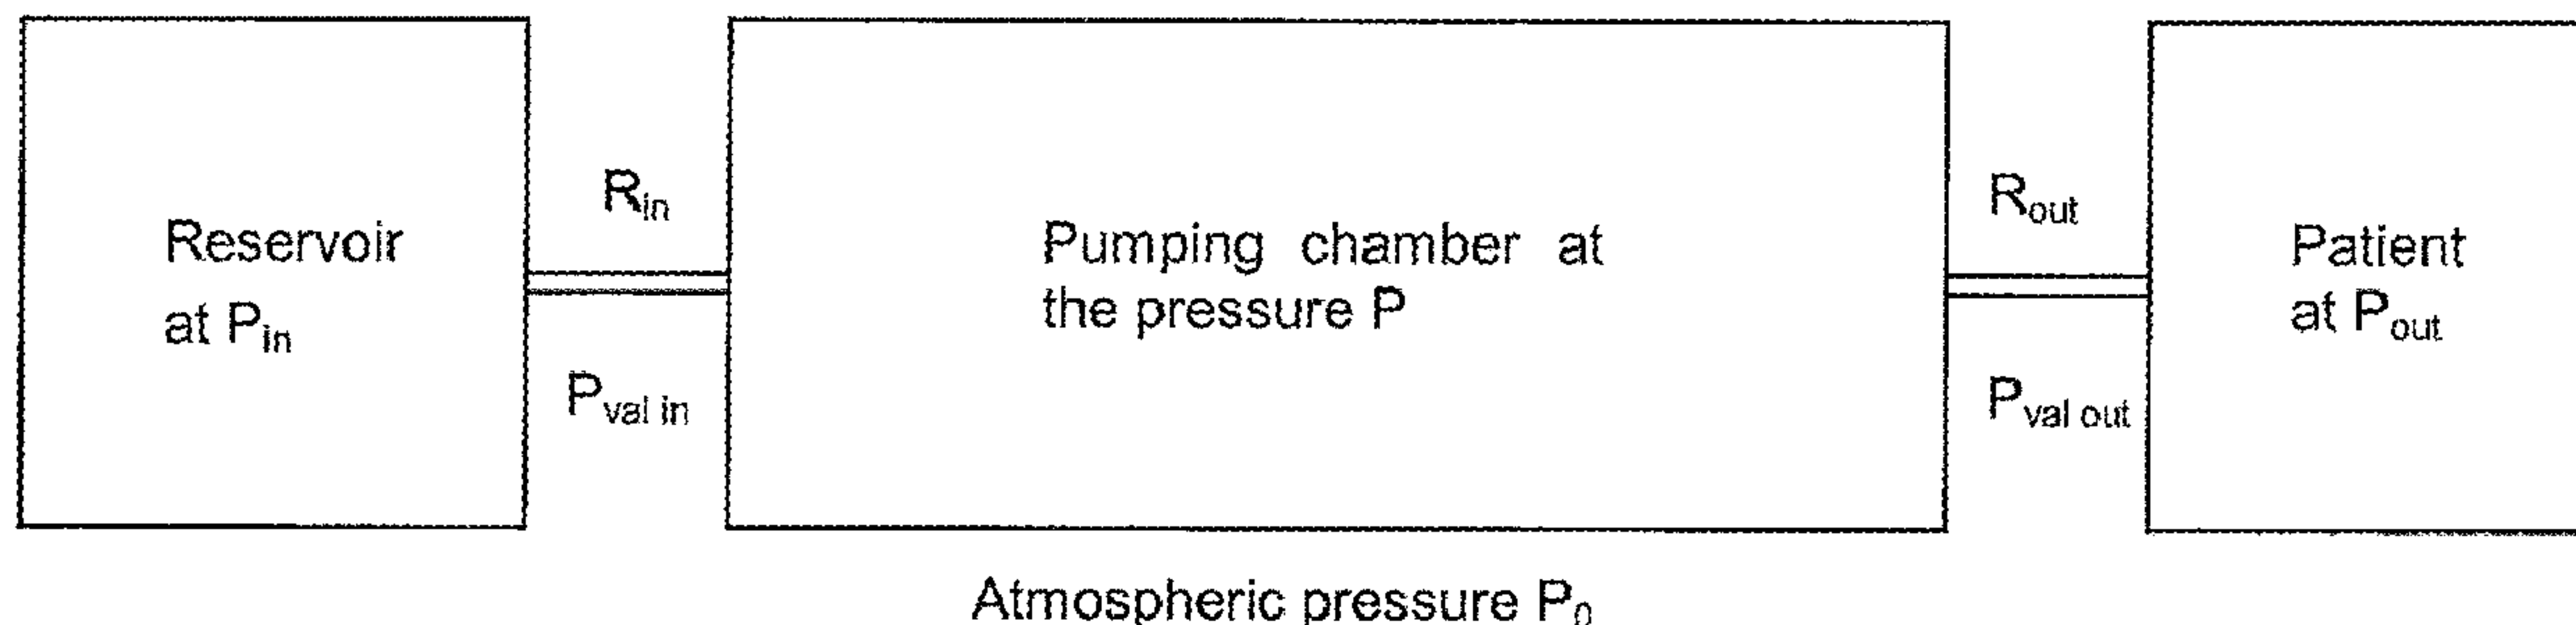 Reservoir
at P_in
R_in
P_val in
Pumping chamber at
the pressure P
R_out
P_val out
Patient
at P_out
Atmospheric pressure P_0